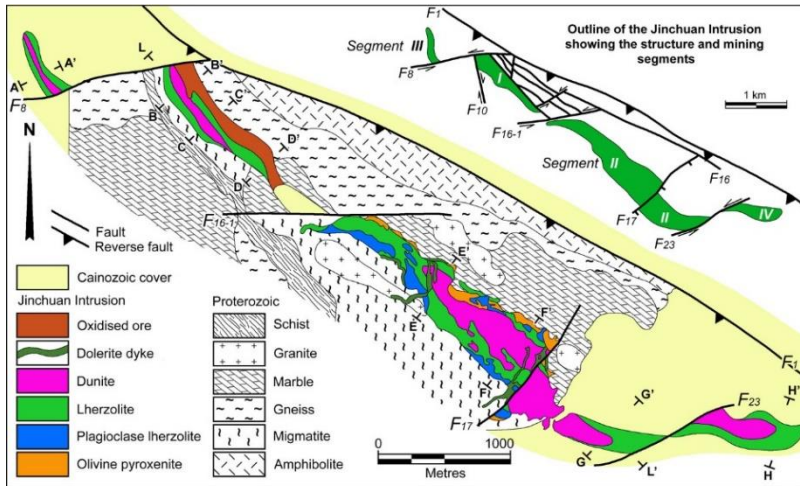 F1
Outline of the Jinchuan Intrusion
showing the structure and mining
segments
Segment III
F8
I
F10
F16-1
1 km
Segment II
F16
II
F17
F23
IV
A
A'
L
F8
B'
B
C'
C
D'
D
N
F16-1
Fault
Reverse fault
Cainozoic cover
Jinchuan Intrusion
Oxidised ore
Dolerite dyke
Dunite
Lherzolite
Plagioclase lherzolite
Olivine pyroxenite
Proterozoic
Schist
Granite
Marble
Gneiss
Migmatite
Amphibolite
E'
E
F'
F
F17
F1
G'
H'
F23
G
L'
H
0 1000
Metres